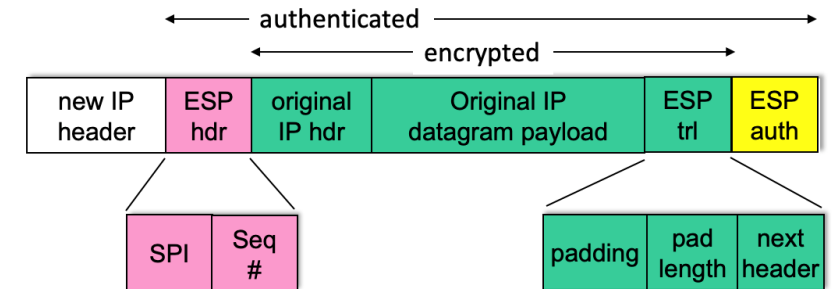 authenticated
encrypted
new IP
header
ESP
hdr
original
IP hdr
Original IP
datagram payload
ESP
trl
ESP
auth
SPI
Seq
#
padding
pad
length
next
header